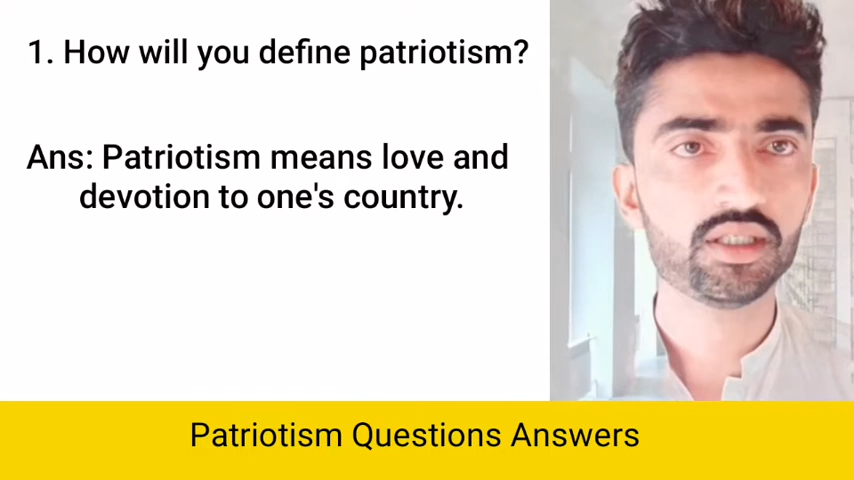 1. How will you define patriotism?
Ans: Patriotism means love and
devotion to one's country.
Patriotism Questions Answers